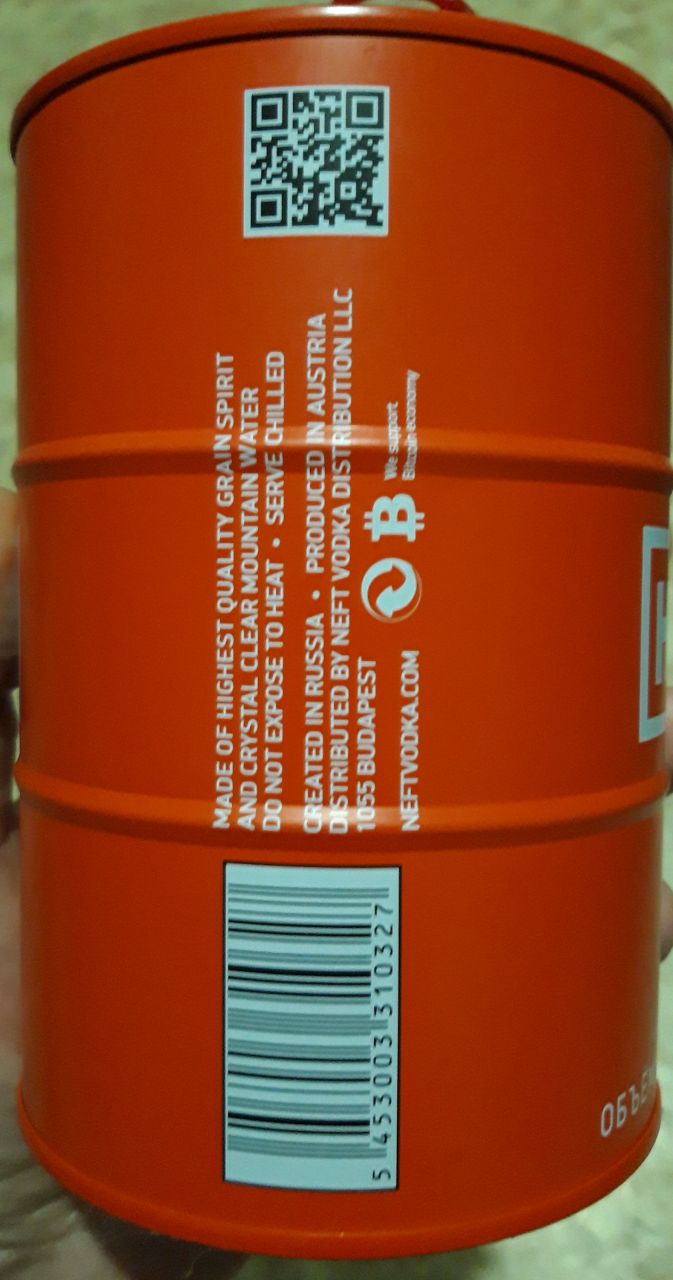 MADE OF HIGHEST QUALITY GRAIN SPIRIT
AND CRYSTAL CLEAR MOUNTAIN WATER
DO NOT EXPOSE TO HEAT • SERVE CHILLED
CREATED IN RUSSIA • PRODUCED IN AUSTRIA
DISTRIBUTED BY NEFT VODKA DISTRIBUTION LLC
1055 BUDAPEST
NEFTVODKA.COM
We support
Bitcoin economy
5 453003 310327
Н